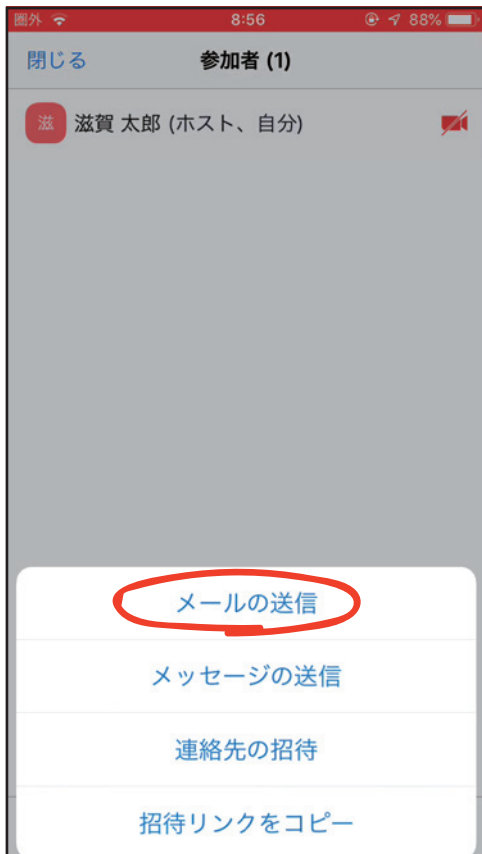 圏外 8:56 88%
閉じる 参加者 (1)
滋 滋賀 太郎 (ホスト、自分)
メールの送信
メッセージの送信
連絡先の招待
招待リンクをコピー